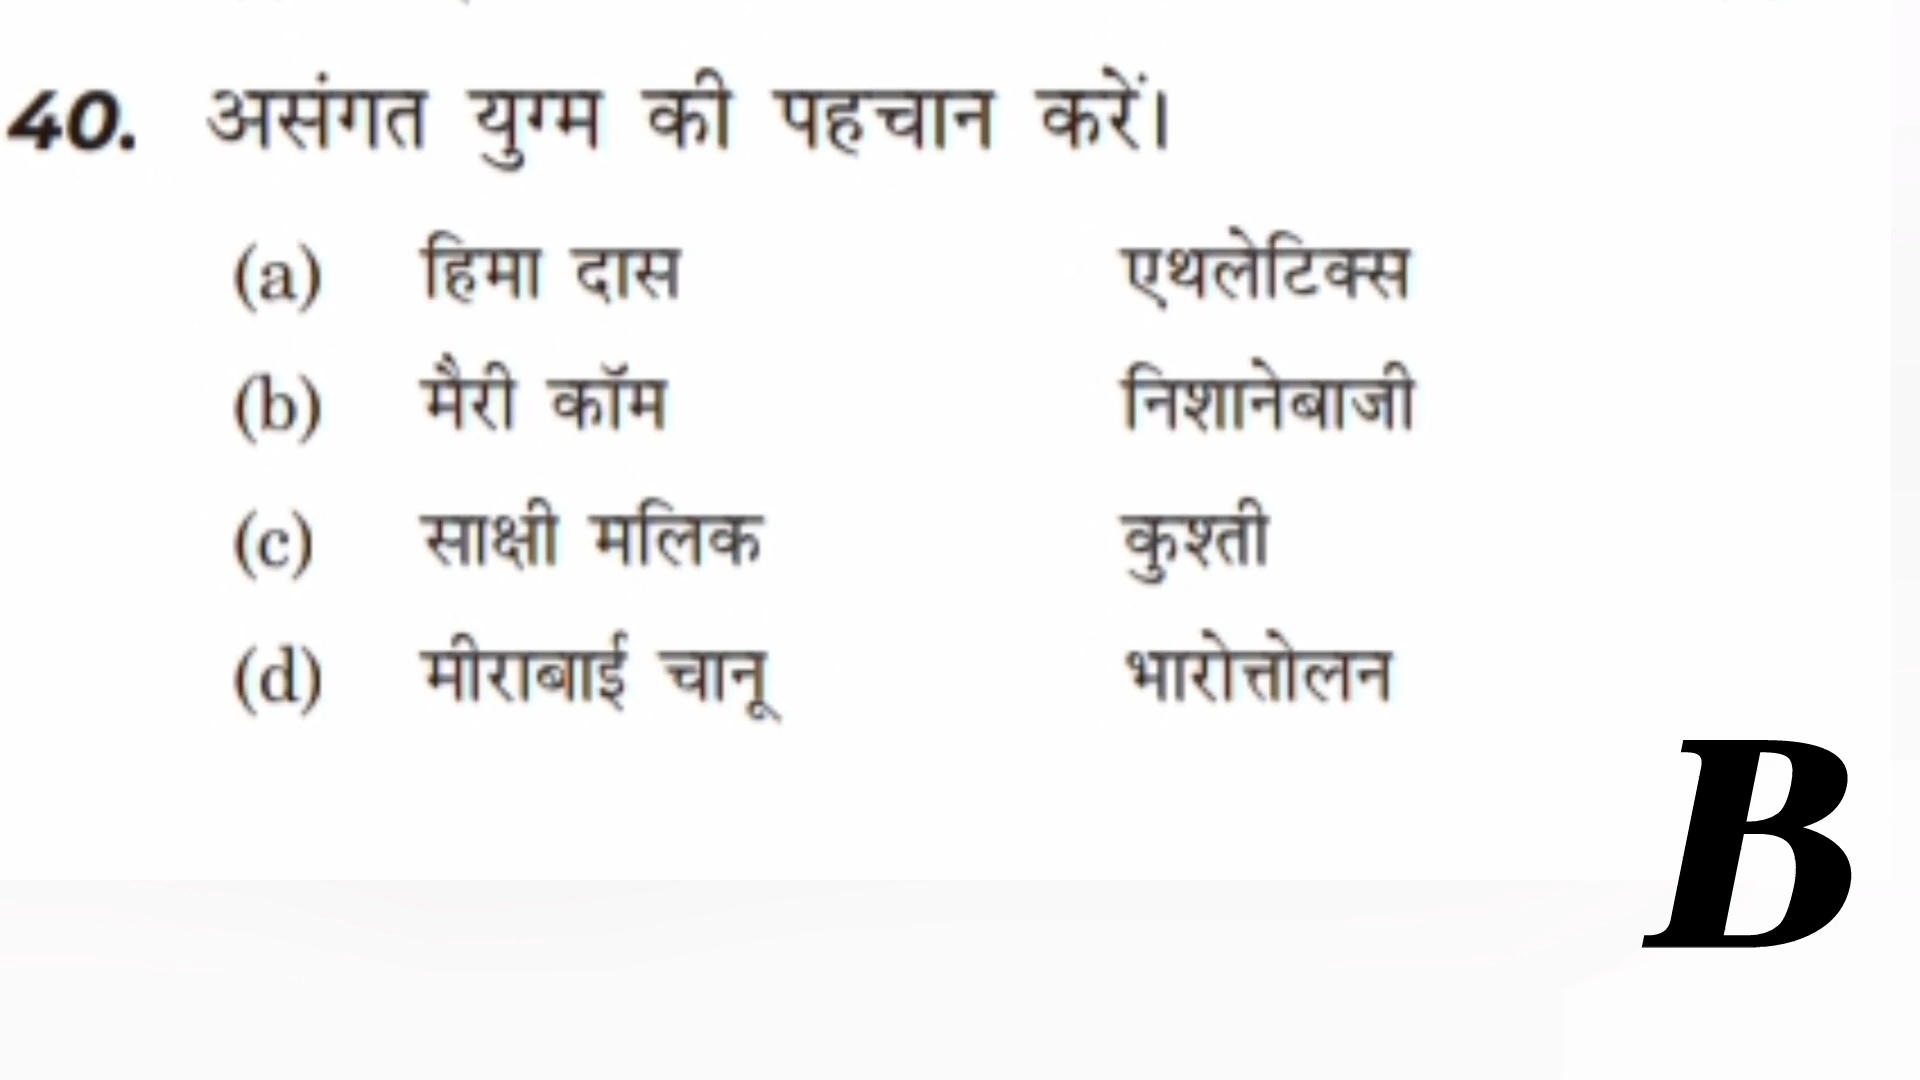 40. असंगत युग्म की पहचान करें।
(a) हिमा दास एथलेटिक्स
(b) मैरी कॉम निशानेबाजी
(c) साक्षी मलिक कुश्ती
(d) मीराबाई चानू भारोत्तोलन
B